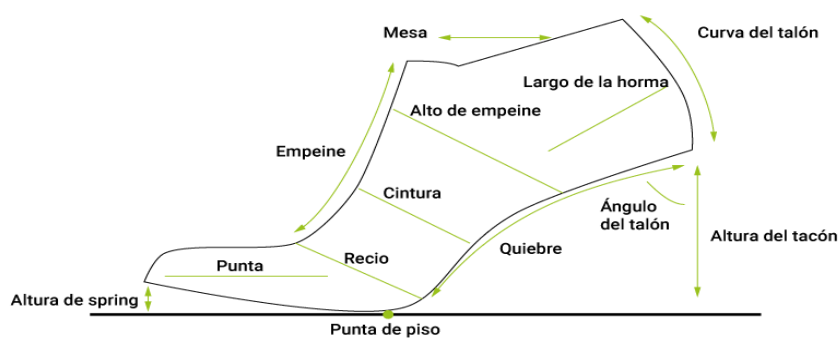 Mesa
Curva del talón
Largo de la horma
Alto de empeine
Empeine
Cintura
Ángulo
del talón
Altura del tacón
Quiebre
Recio
Punta
Altura de spring
Punta de piso